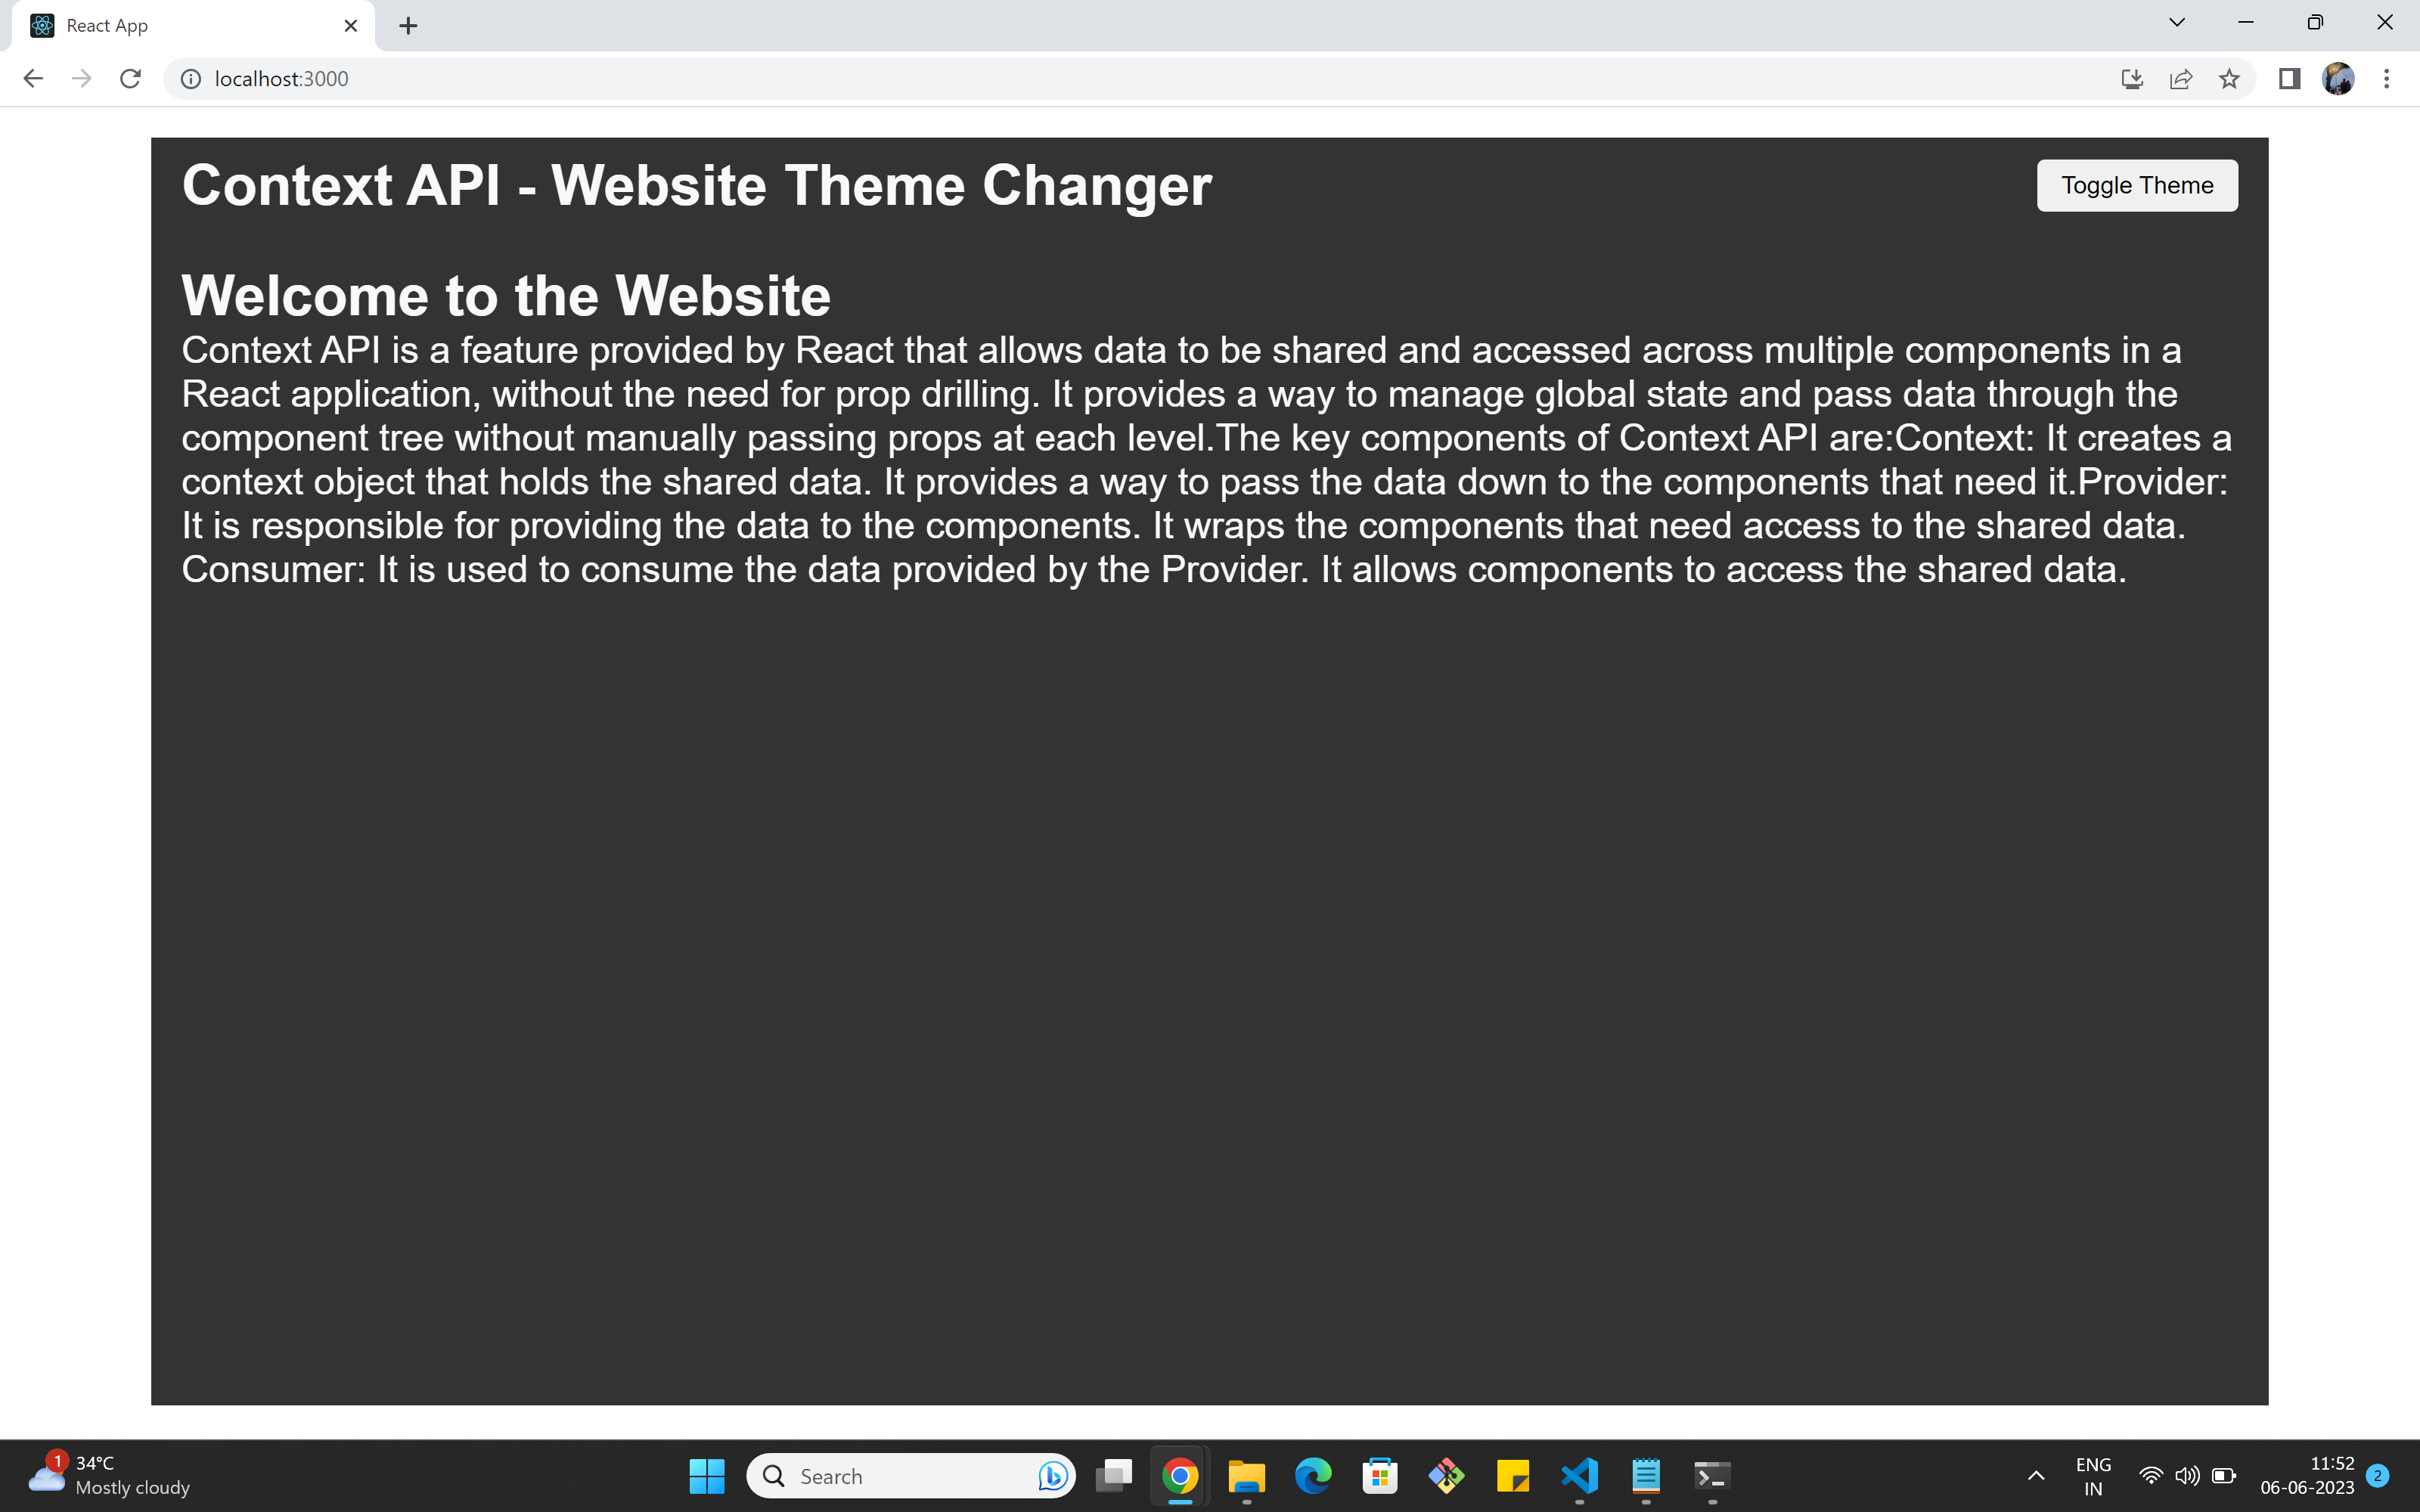 React App
localhost:3000
Context API - Website Theme Changer
Toggle Theme
Welcome to the Website
Context API is a feature provided by React that allows data to be shared and accessed across multiple components in a
React application, without the need for prop drilling. It provides a way to manage global state and pass data through the
component tree without manually passing props at each level.The key components of Context API are:Context: It creates a
context object that holds the shared data. It provides a way to pass the data down to the components that need it.Provider:
It is responsible for providing the data to the components. It wraps the components that need access to the shared data.
Consumer: It is used to consume the data provided by the Provider. It allows components to access the shared data.
1
34°C
Mostly cloudy
Search
ENG
IN
11:52
06-06-2023
2